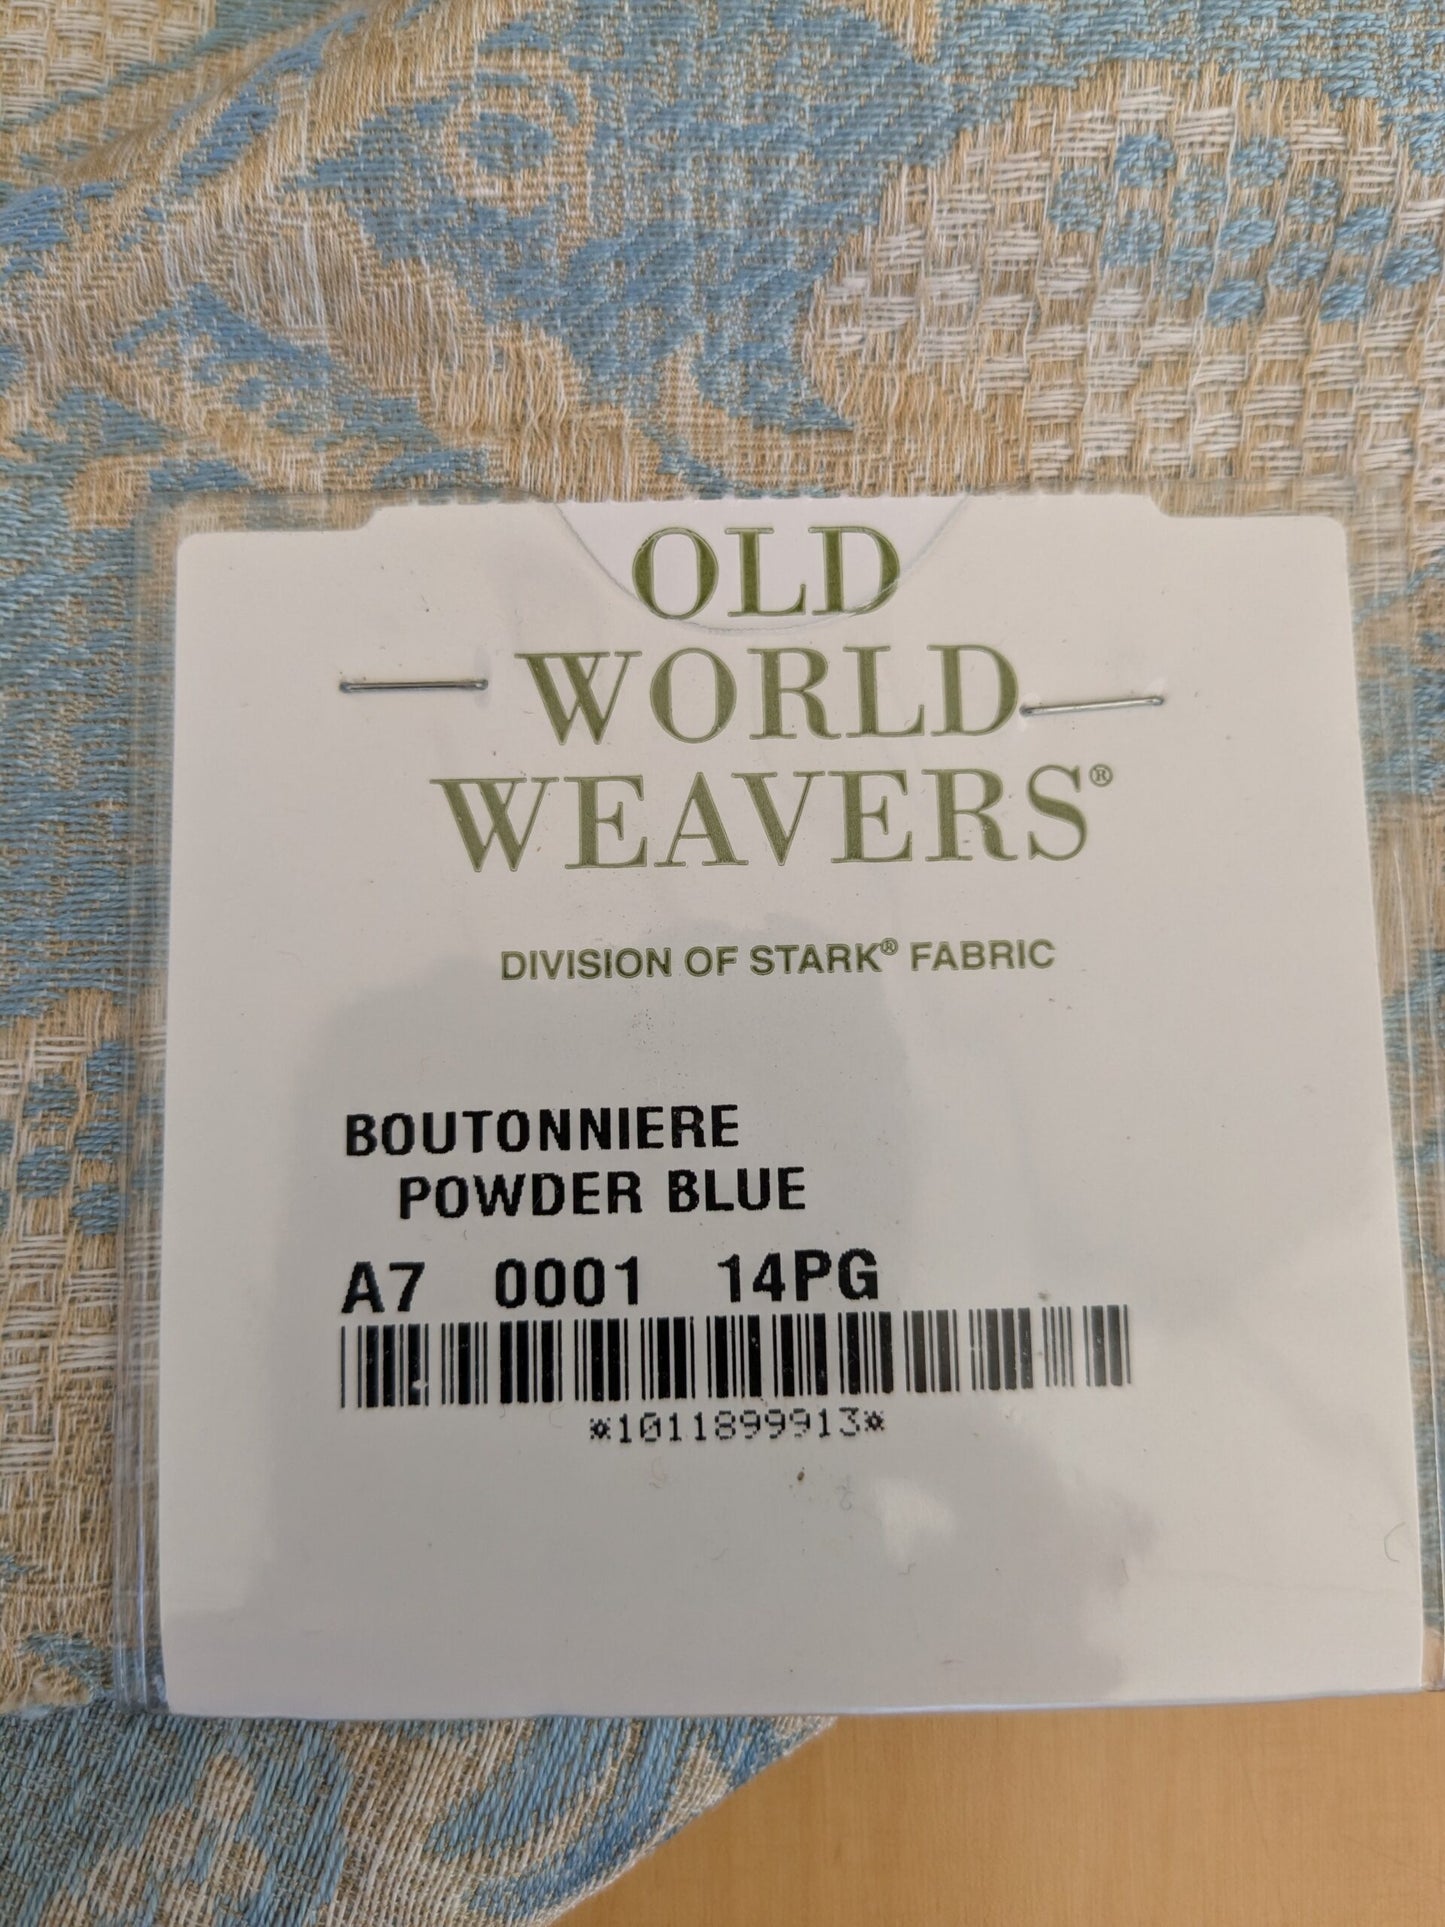 OLD
WORLD
WEAVERS®
DIVISION OF STARK® FABRIC
BOUTONNIERE
POWDER BLUE
A7 0001 14PG
*1011899913*